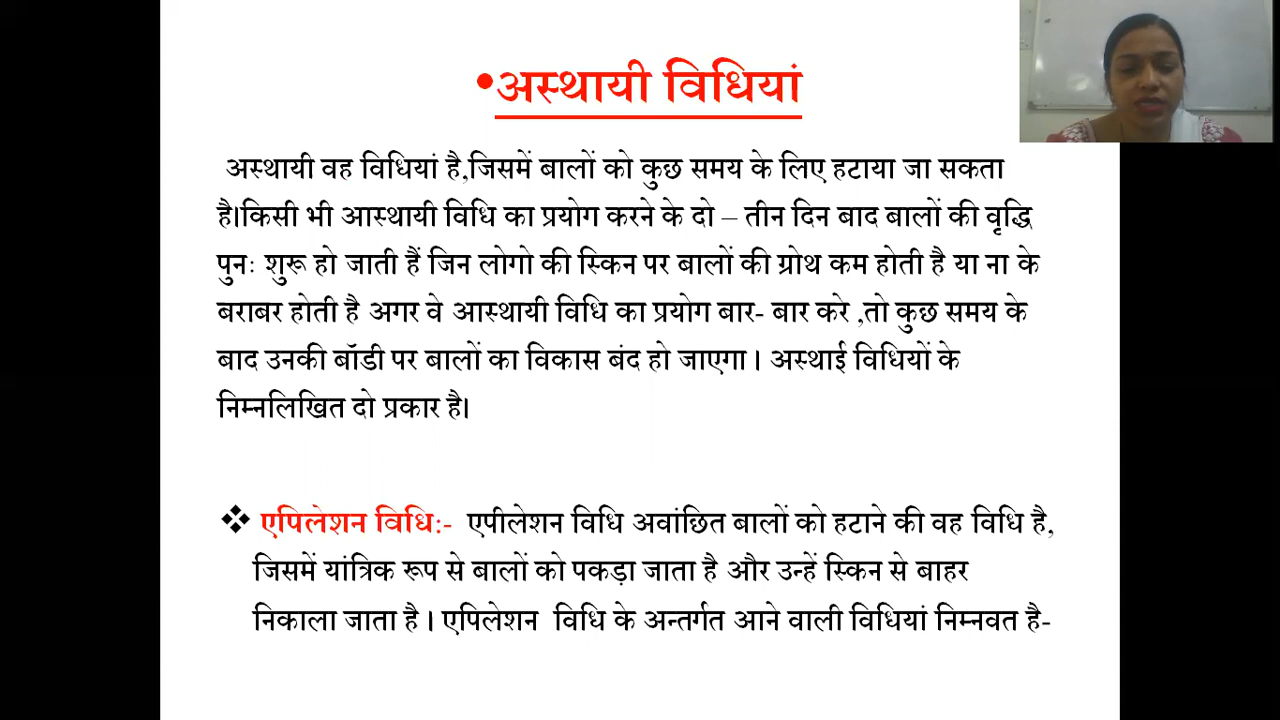 •अस्थायी विधियां
अस्थायी वह विधियां है,जिसमें बालों को कुछ समय के लिए हटाया जा सकता
है।किसी भी आस्थायी विधि का प्रयोग करने के दो – तीन दिन बाद बालों की वृद्धि
पुनः शुरू हो जाती हैं जिन लोगो की स्किन पर बालों की ग्रोथ कम होती है या ना के
बराबर होती है अगर वे आस्थायी विधि का प्रयोग बार- बार करे ,तो कुछ समय के
बाद उनकी बॉडी पर बालों का विकास बंद हो जाएगा । अस्थाई विधियों के
निम्नलिखित दो प्रकार है।
❖ एपिलेशन विधि:- एपीलेशन विधि अवांछित बालों को हटाने की वह विधि है,
जिसमें यांत्रिक रूप से बालों को पकड़ा जाता है और उन्हें स्किन से बाहर
निकाला जाता है । एपिलेशन विधि के अन्तर्गत आने वाली विधियां निम्नवत है-